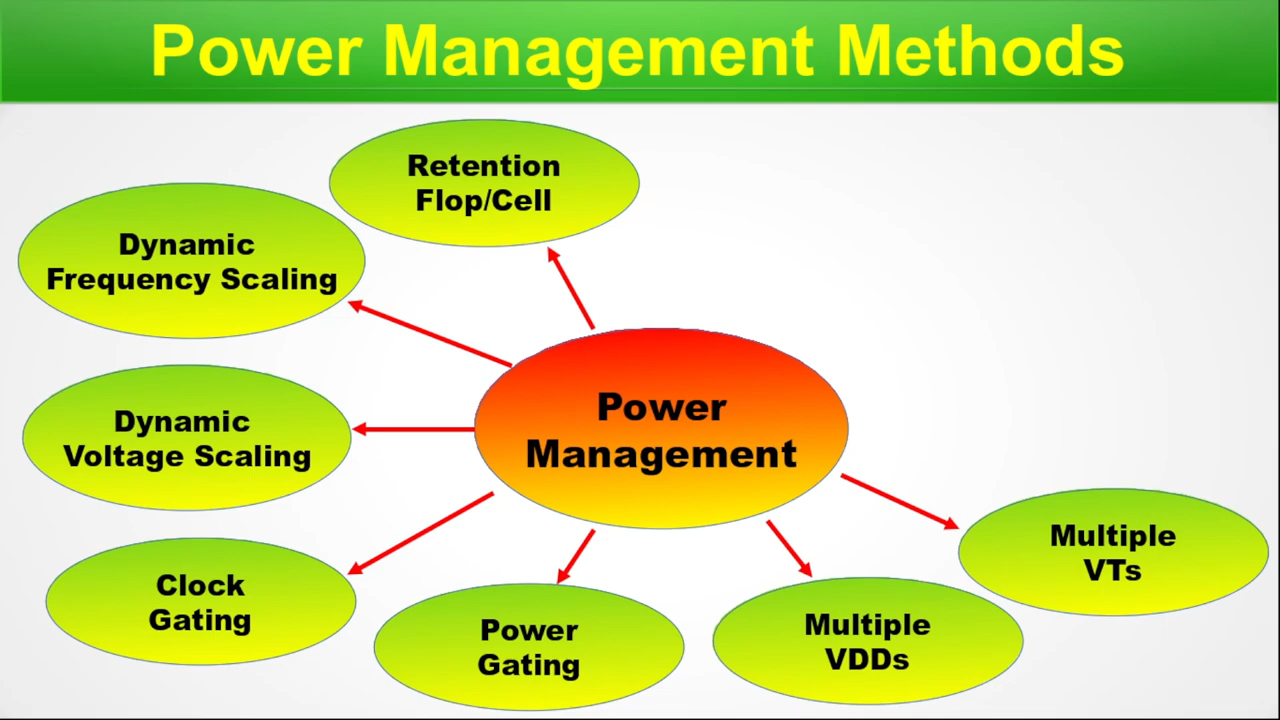 Power Management Methods
Retention
Flop/Cell
Dynamic
Frequency Scaling
Dynamic
Voltage Scaling
Clock
Gating
Power
Gating
Multiple
VDDs
Multiple
VTs
Power
Management